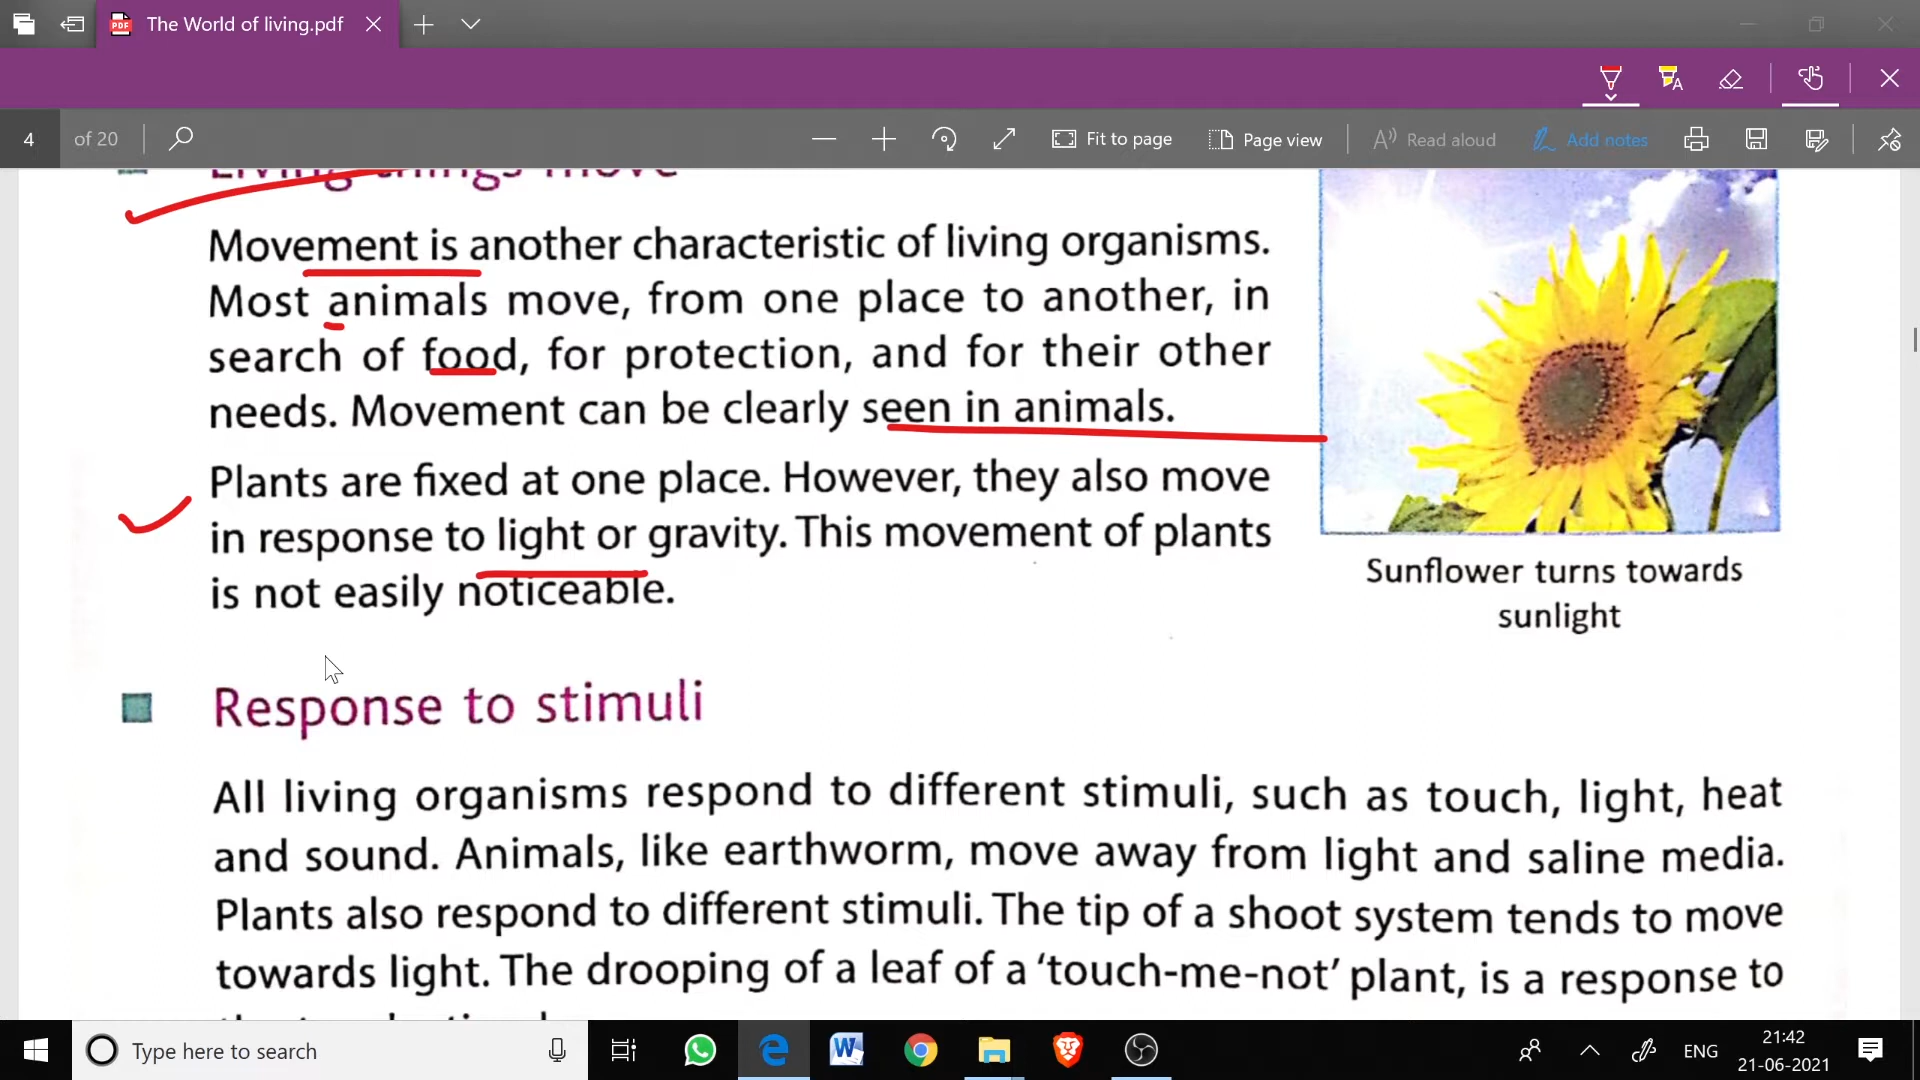 The World of living.pdf
4 of 20
Fit to page
Page view
Read aloud
Add notes
Living things move
Movement is another characteristic of living organisms.
Most animals move, from one place to another, in
search of food, for protection, and for their other
needs. Movement can be clearly seen in animals.
Plants are fixed at one place. However, they also move
in response to light or gravity. This movement of plants
is not easily noticeable.
Sunflower turns towards
sunlight
Response to stimuli
All living organisms respond to different stimuli, such as touch, light, heat
and sound. Animals, like earthworm, move away from light and saline media.
Plants also respond to different stimuli. The tip of a shoot system tends to move
towards light. The drooping of a leaf of a ‘touch-me-not’ plant, is a response to
Type here to search
ENG
21:42
21-06-2021